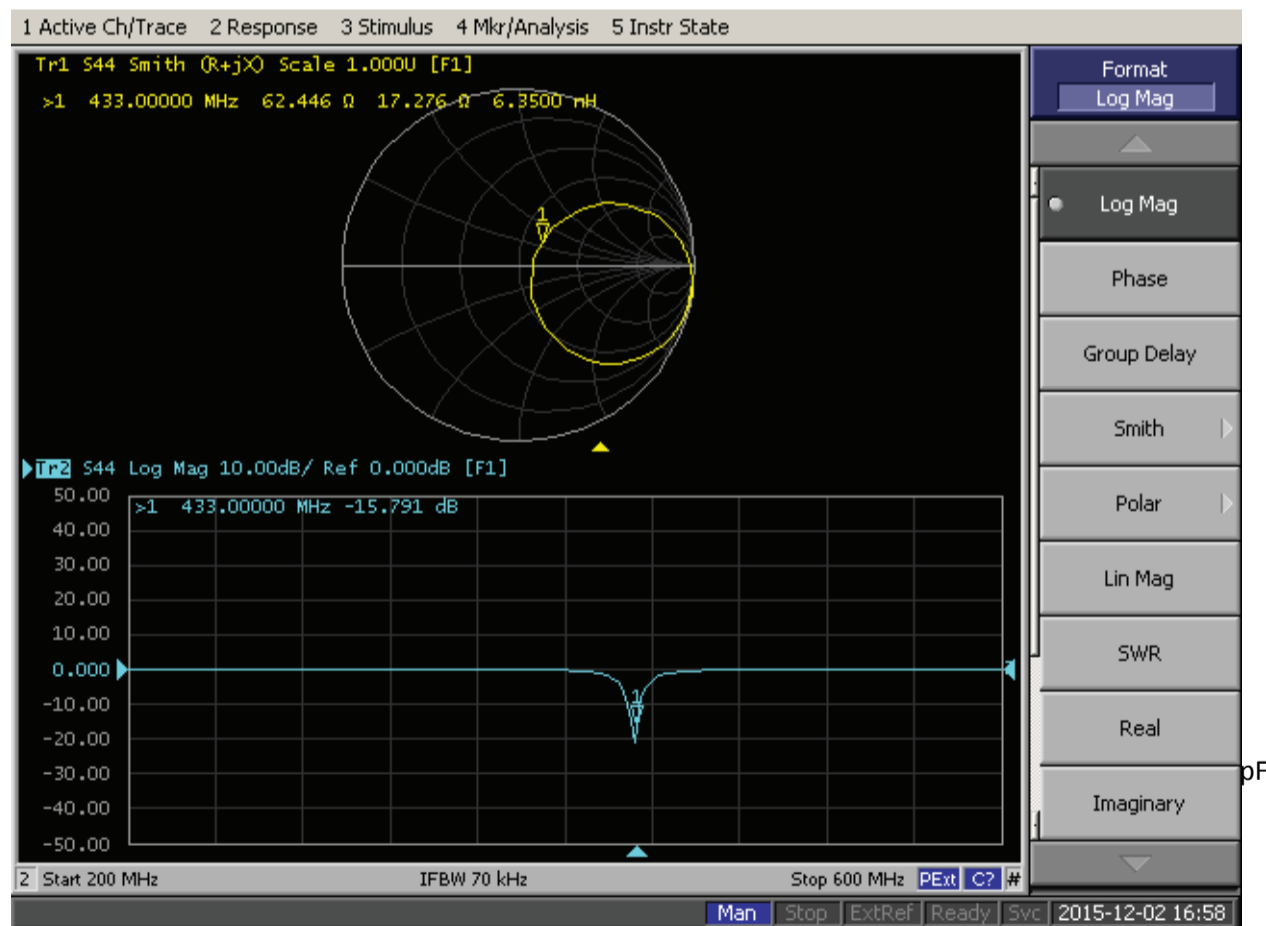 1 Active Ch/Trace 2 Response 3 Stimulus 4 Mkr/Analysis 5 Instr State
Tr1 S44 Smith (R+jX) Scale 1.000U [F1]
>1 433.00000 MHz 62.446 Ω 17.276 Ω 6.3500 nH
1
Tr2 S44 Log Mag 10.00dB/ Ref 0.000dB [F1]
>1 433.00000 MHz -15.791 dB
50.00
40.00
30.00
20.00
10.00
0.000
-10.00
-20.00
-30.00
-40.00
-50.00
1
2 Start 200 MHz IFBW 70 kHz Stop 600 MHz PExt C? #
Format
Log Mag
Log Mag
Phase
Group Delay
Smith
Polar
Lin Mag
SWR
Real
Imaginary
pF
Man Stop ExtRef Ready Svc 2015-12-02 16:58